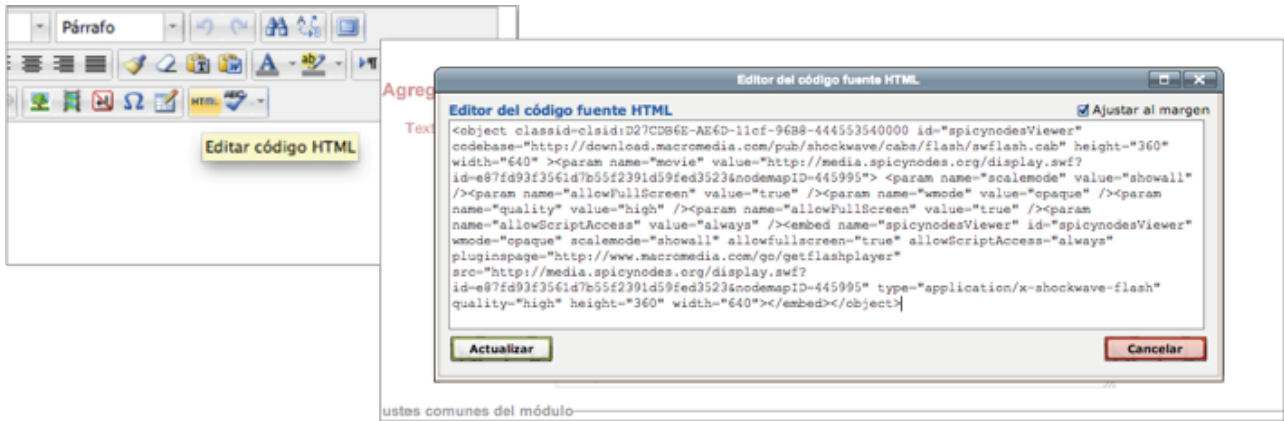 Párrafo
HTML
ABC
Editar código HTML
Agreg
Text
Editor del código fuente HTML
Editor del código fuente HTML
Ajustar al margen
<object classid=clsid:D27CDB6E-AE6D-11cf-96B8-444553540000 id="spicynodesViewer"
codebase="http://download.macromedia.com/pub/shockwave/cabs/flash/swflash.cab" height="360"
width="640" ><param name="movie" value="http://media.spicynodes.org/display.swf?
id=e87fd93f3561d7b55f2391d59fed3523&nodemapID=445995"> <param name="scalemode" value="showall"
/><param name="allowFullScreen" value="true" /><param name="wmode" value="opaque" /><param
name="quality" value="high" /><param name="allowFullScreen" value="true" /><param
name="allowScriptAccess" value="always" /><embed name="spicynodesViewer" id="spicynodesViewer"
wmode="opaque" scalemode="showall" allowfullscreen="true" allowScriptAccess="always"
pluginspage="http://www.macromedia.com/go/getflashplayer"
src="http://media.spicynodes.org/display.swf?
id=e87fd93f3561d7b55f2391d59fed3523&nodemapID=445995" type="application/x-shockwave-flash"
quality="high" height="360" width="640"></embed></object>
Actualizar
Cancelar
ustes comunes del módulo